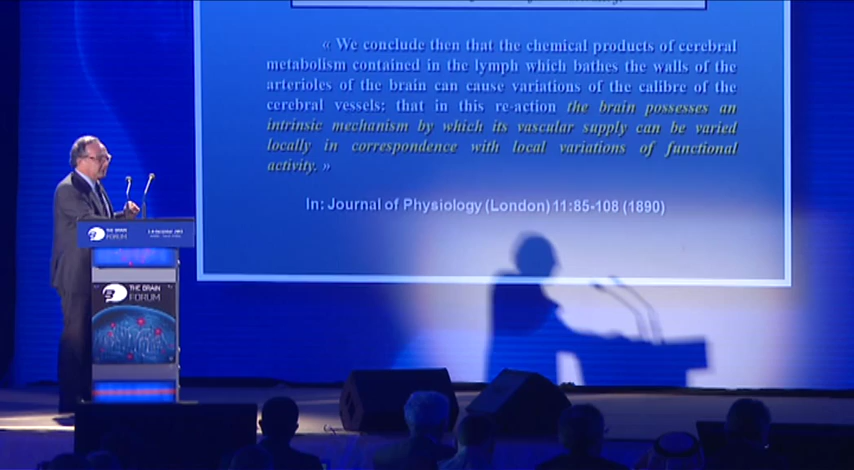 « We conclude then that the chemical products of cerebral
metabolism contained in the lymph which bathes the walls of the
arterioles of the brain can cause variations of the calibre of the
cerebral vessels: that in this re-action the brain possesses an
intrinsic mechanism by which its vascular supply can be varied
locally in correspondence with local variations of functional
activity. »
In: Journal of Physiology (London) 11:85-108 (1890)
THE BRAIN
FORUM
THE BRAIN
FORUM